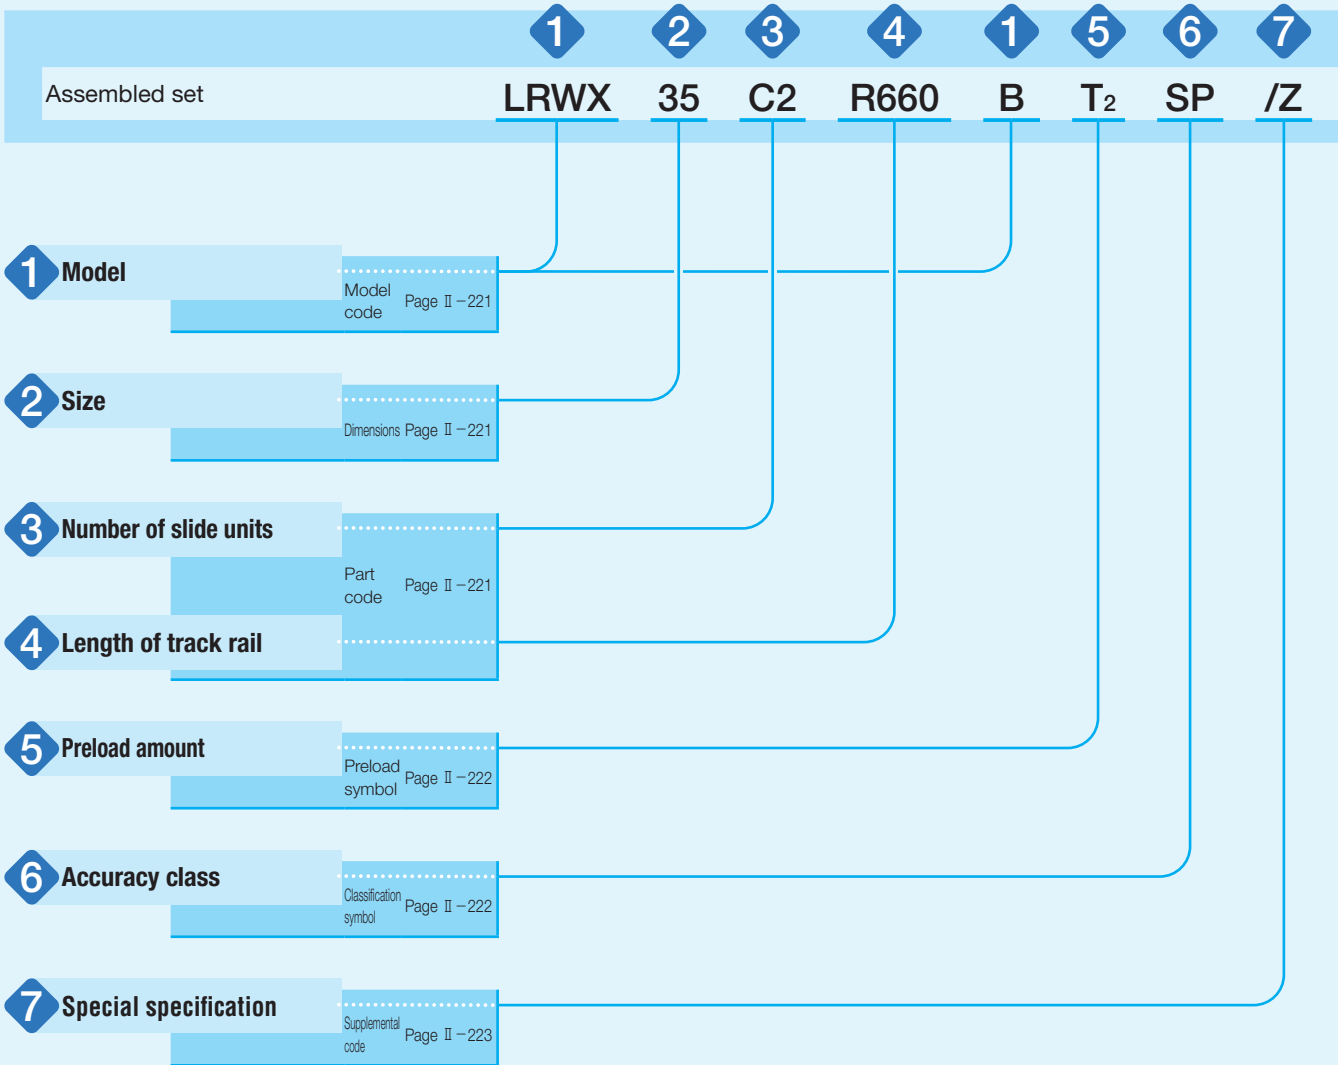 1 2 3 4 1 5 6 7
Assembled set LRWX 35 C2 R660 B T2 SP /Z
1 Model
Model code Page Ⅱ-221
2 Size
Dimensions Page Ⅱ-221
3 Number of slide units
Part code Page Ⅱ-221
4 Length of track rail
5 Preload amount
Preload symbol Page Ⅱ-222
6 Accuracy class
Classification symbol Page Ⅱ-222
7 Special specification
Supplemental code Page Ⅱ-223